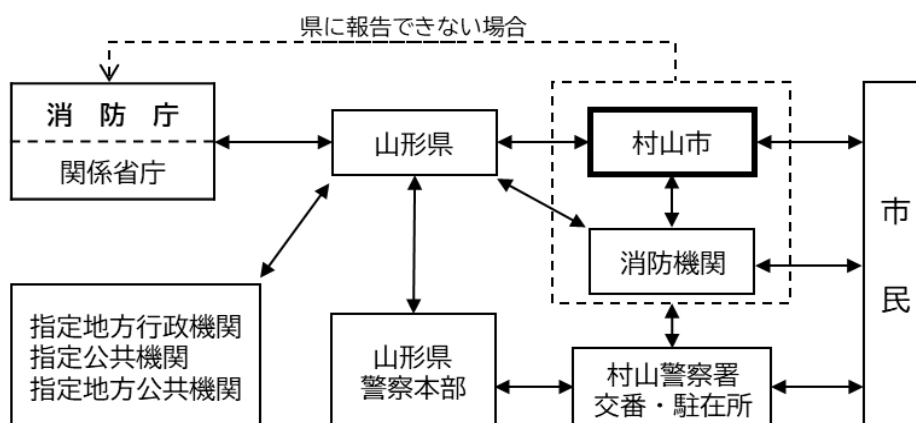 県に報告できない場合
消防庁
関係省庁
山形県
村山市
消防機関
市民
指定地方行政機関
指定公共機関
指定地方公共機関
山形県
警察本部
村山警察署
交番・駐在所